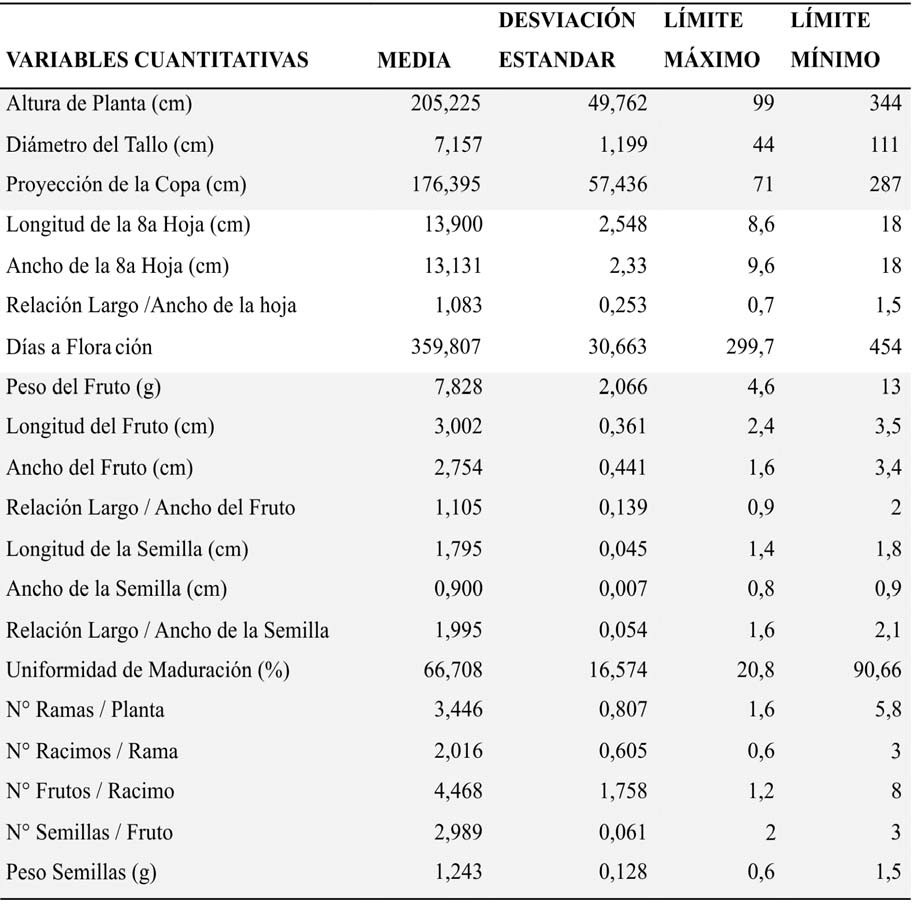 VARIABLES CUANTITATIVAS MEDIA DESVIACIÓN ESTANDAR LÍMITE MÁXIMO LÍMITE MÍNIMO
Altura de Planta (cm) 205,225 49,762 99 344
Diámetro del Tallo (cm) 7,157 1,199 44 111
Proyección de la Copa (cm) 176,395 57,436 71 287
Longitud de la 8a Hoja (cm) 13,900 2,548 8,6 18
Ancho de la 8a Hoja (cm) 13,131 2,33 9,6 18
Relación Largo /Ancho de la hoja 1,083 0,253 0,7 1,5
Días a Floración 359,807 30,663 299,7 454
Peso del Fruto (g) 7,828 2,066 4,6 13
Longitud del Fruto (cm) 3,002 0,361 2,4 3,5
Ancho del Fruto (cm) 2,754 0,441 1,6 3,4
Relación Largo / Ancho del Fruto 1,105 0,139 0,9 2
Longitud de la Semilla (cm) 1,795 0,045 1,4 1,8
Ancho de la Semilla (cm) 0,900 0,007 0,8 0,9
Relación Largo / Ancho de la Semilla 1,995 0,054 1,6 2,1
Uniformidad de Maduración (%) 66,708 16,574 20,8 90,66
N° Ramas / Planta 3,446 0,807 1,6 5,8
N° Racimos / Rama 2,016 0,605 0,6 3
N° Frutos / Racimo 4,468 1,758 1,2 8
N° Semillas / Fruto 2,989 0,061 2 3
Peso Semillas (g) 1,243 0,128 0,6 1,5